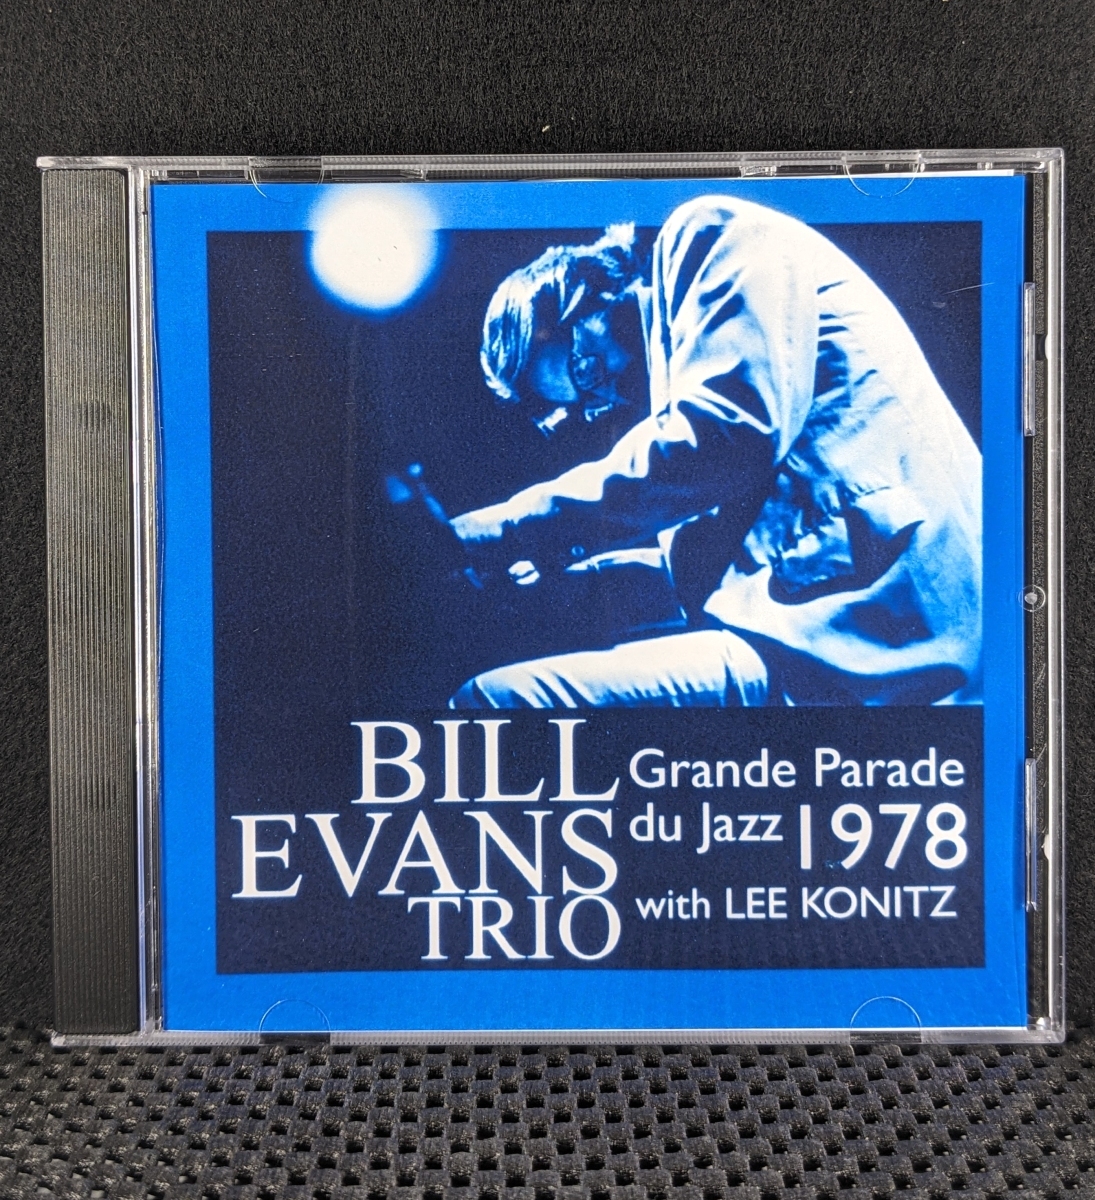 BILL
EVANS
TRIO
Grande Parade
du Jazz 1978
with LEE KONITZ